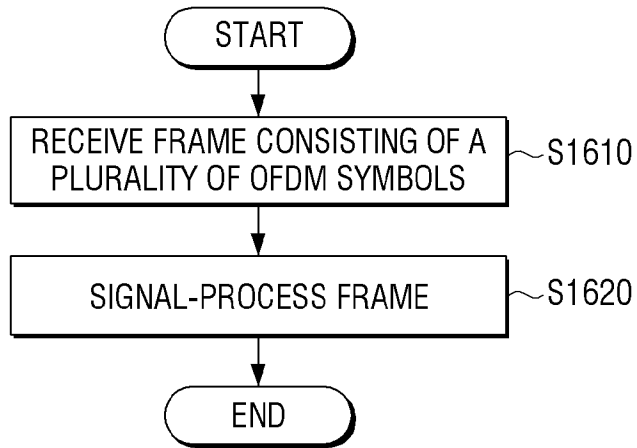 START
RECEIVE FRAME CONSISTING OF A
PLURALITY OF OFDM SYMBOLS
S1610
SIGNAL-PROCESS FRAME
S1620
END